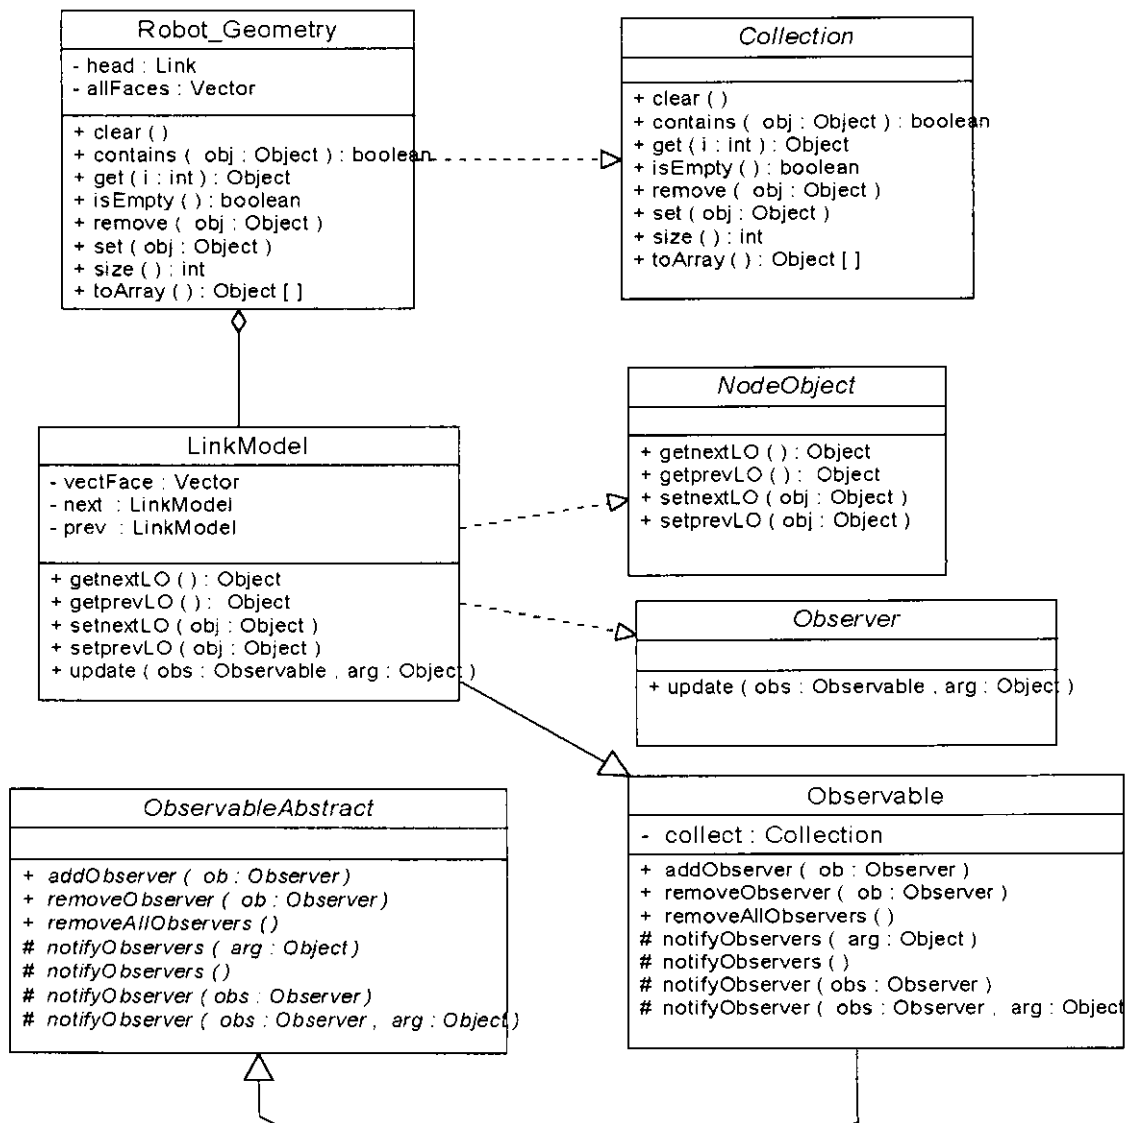 Robot_Geometry
- head : Link
- allFaces : Vector
+ clear ( )
+ contains ( obj : Object ) : boolean
+ get ( i : int ) : Object
+ isEmpty ( ) : boolean
+ remove ( obj : Object )
+ set ( obj : Object )
+ size ( ) : int
+ toArray ( ) : Object [ ]
Collection
+ clear ( )
+ contains ( obj : Object ) : boolean
+ get ( i : int ) : Object
+ isEmpty ( ) : boolean
+ remove ( obj : Object )
+ set ( obj : Object )
+ size ( ) : int
+ toArray ( ) : Object [ ]
NodeObject
+ getnextLO ( ) : Object
+ getprevLO ( ) : Object
+ setnextLO ( obj : Object )
+ setprevLO ( obj : Object )
LinkModel
- vectFace : Vector
- next : LinkModel
- prev : LinkModel
+ getnextLO ( ) : Object
+ getprevLO ( ) : Object
+ setnextLO ( obj : Object )
+ setprevLO ( obj : Object )
+ update ( obs : Observable , arg : Object )
Observer
+ update ( obs : Observable , arg : Object )
ObservableAbstract
+ addObserver ( ob : Observer )
+ removeObserver ( ob : Observer )
+ removeAllObservers ( )
# notifyObservers ( arg : Object )
# notifyObservers ( )
# notifyObserver ( obs : Observer )
# notifyObserver ( obs : Observer , arg : Object )
Observable
- collect : Collection
+ addObserver ( ob : Observer )
+ removeObserver ( ob : Observer )
+ removeAllObservers ( )
# notifyObservers ( arg : Object )
# notifyObservers ( )
# notifyObserver ( obs : Observer )
# notifyObserver ( obs : Observer , arg : Object